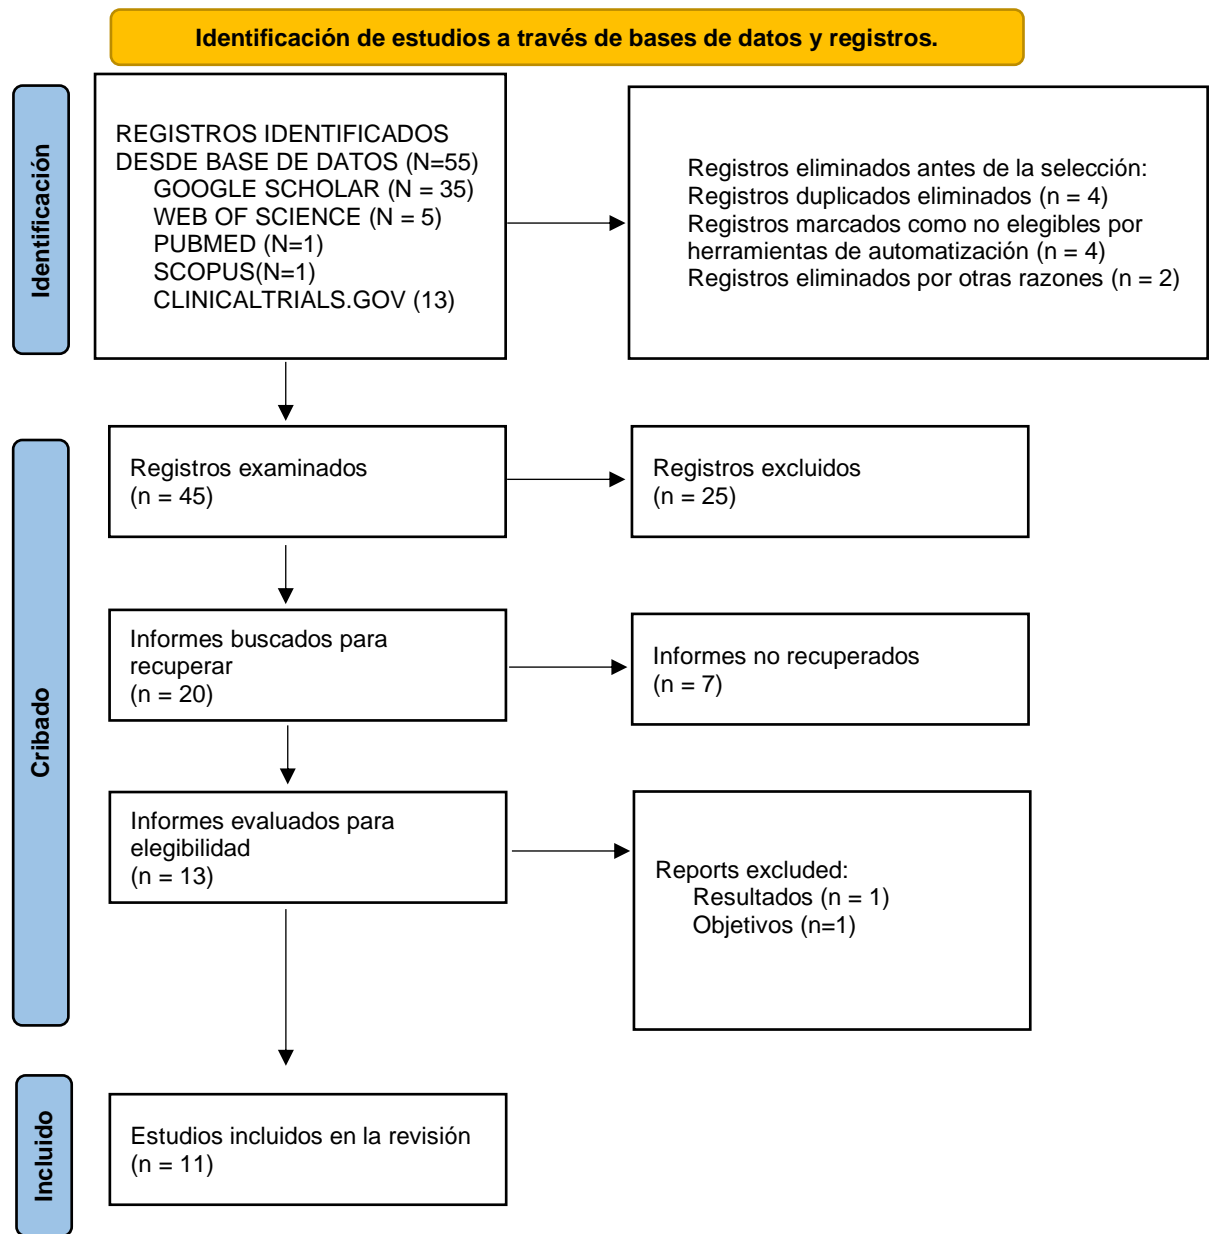 Identificación de estudios a través de bases de datos y registros.
Identificación
REGISTROS IDENTIFICADOS
DESDE BASE DE DATOS (N=55)
GOOGLE SCHOLAR (N = 35)
WEB OF SCIENCE (N = 5)
PUBMED (N=1)
SCOPUS(N=1)
CLINICALTRIALS.GOV (13)
Registros eliminados antes de la selección:
Registros duplicados eliminados (n = 4)
Registros marcados como no elegibles por
herramientas de automatización (n = 4)
Registros eliminados por otras razones (n = 2)
Cribado
Registros examinados
(n = 45)
Registros excluidos
(n = 25)
Informes buscados para
recuperar
(n = 20)
Informes no recuperados
(n = 7)
Informes evaluados para
elegibilidad
(n = 13)
Reports excluded:
Resultados (n = 1)
Objetivos (n=1)
Incluido
Estudios incluidos en la revisión
(n = 11)